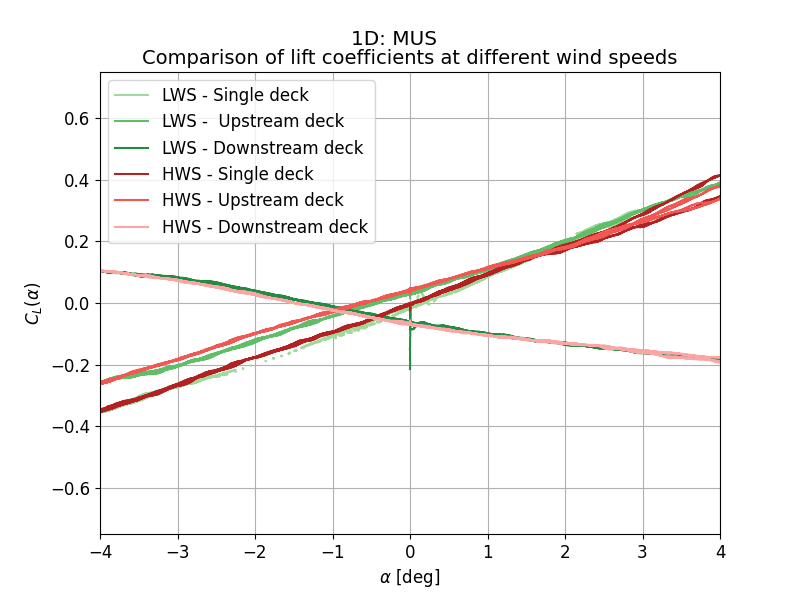 1D: MUS
Comparison of lift coefficients at different wind speeds
LWS - Single deck
LWS -  Upstream deck
LWS - Downstream deck
HWS - Single deck
HWS - Upstream deck
HWS - Downstream deck
0.6
0.4
0.2
0.0
−0.2
−0.4
−0.6
C_L(α)
−4 −3 −2 −1 0 1 2 3 4
α [deg]